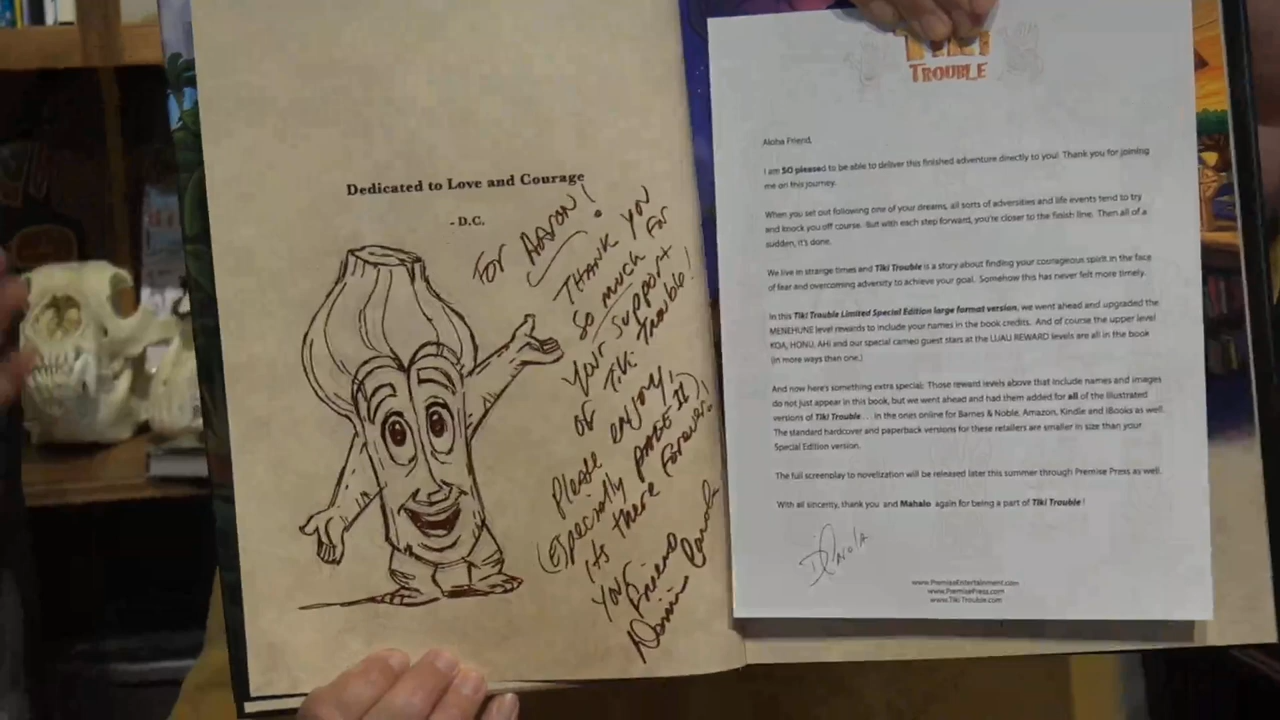 Dedicated to Love and Courage
- D.C.
FOR AARON!
THANK YOU
SO much FOR
YOUR SUPPORT
OF Tiki Trouble!
Please enjoy!
(Especially PAGE 11),
its there Forever!
YOUR
Friend
TIKI
TROUBLE
Aloha Friend,
I am SO pleased to be able to deliver this finished adventure directly to you! Thank you for joining
me on this journey.
When you set out following one of your dreams, all sorts of adversities and life events tend to try
and knock you off course. But with each step forward, you're closer to the finish line. Then all of a
sudden, it's done.
We live in strange times and Tiki Trouble is a story about finding your courageous spirit in the face
of fear and overcoming adversity to achieve your goal. Somehow this has never felt more timely.
In this Tiki Trouble Limited Special Edition large format version, we went ahead and upgraded the
MENEHUNE level rewards to include your names in the book credits. And of course the upper level
KOA, HONU, AHI and our special cameo guest stars at the LUAU REWARD levels are all in the book
(in more ways than one.)
And now here's something extra special: Those reward levels above that include names and images
do not just appear in this book, but we went ahead and had them added for all of the illustrated
versions of Tiki Trouble . . . in the ones online for Barnes & Noble, Amazon, Kindle and IBooks as well.
The standard hardcover and paperback versions for these retailers are smaller in size than your
Special Edition version.
The full screenplay to novelization will be released later this summer through Premise Press as well.
With all sincerity, thank you and Mahalo again for being a part of Tiki Trouble!
www.PremiseEntertainment.com
www.PremisePress.com
www.TikiTrouble.com